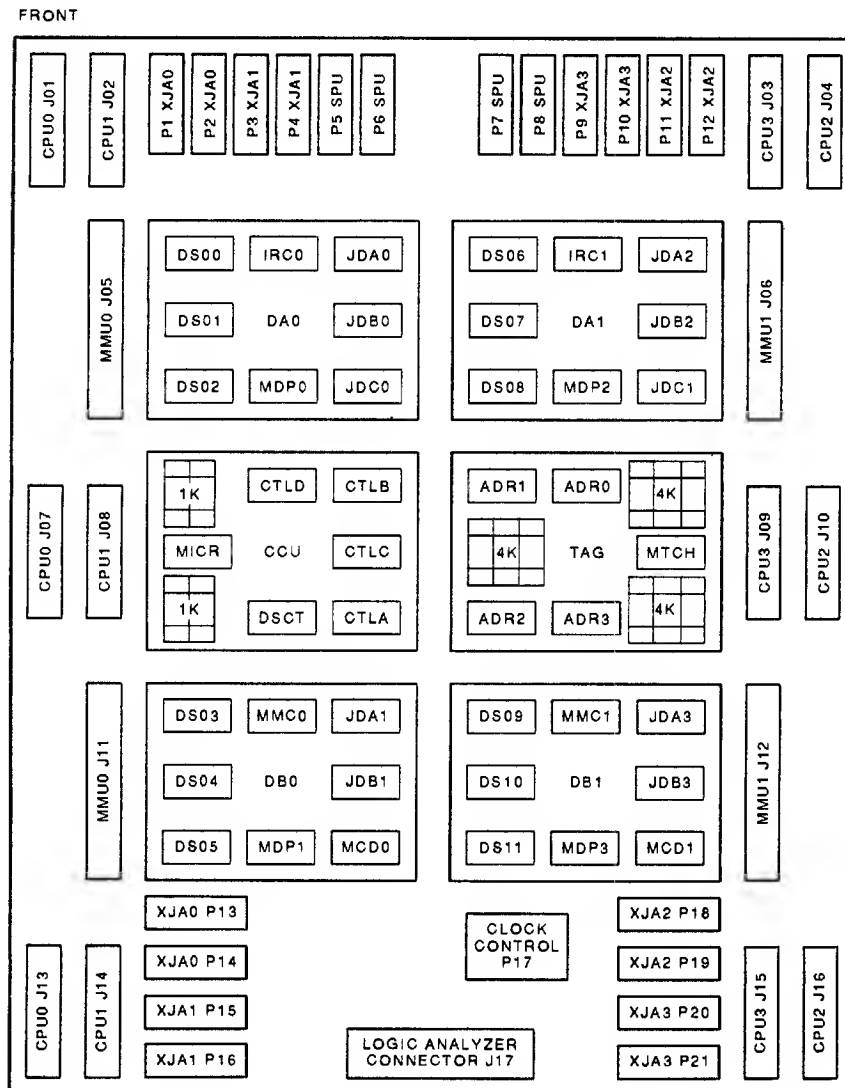 FRONT
CPU0 J01
CPU1 J02
P1 XJA0
P2 XJA0
P3 XJA1
P4 XJA1
P5 SPU
P6 SPU
P7 SPU
P8 SPU
P9 XJA3
P10 XJA3
P11 XJA2
P12 XJA2
CPU3 J03
CPU2 J04
MMU0 J05
DS00 IRC0 JDA0
DS01 DA0 JDB0
DS02 MDP0 JDC0
DS06 IRC1 JDA2
DS07 DA1 JDB2
DS08 MDP2 JDC1
MMU1 J06
CPU0 J07
CPU1 J08
1K CTLD CTLB
MICR CCU CTLC
1K DSCT CTLA
ADR1 ADR0 4K
4K TAG MTCH
ADR2 ADR3 4K
CPU3 J09
CPU2 J10
MMU0 J11
DS03 MMC0 JDA1
DS04 DB0 JDB1
DS05 MDP1 MCD0
DS09 MMC1 JDA3
DS10 DB1 JDB3
DS11 MDP3 MCD1
MMU1 J12
CPU0 J13
CPU1 J14
XJA0 P13
XJA0 P14
XJA1 P15
XJA1 P16
CLOCK
CONTROL
P17
LOGIC ANALYZER
CONNECTOR J17
XJA2 P18
XJA2 P19
XJA3 P20
XJA3 P21
CPU3 J15
CPU2 J16